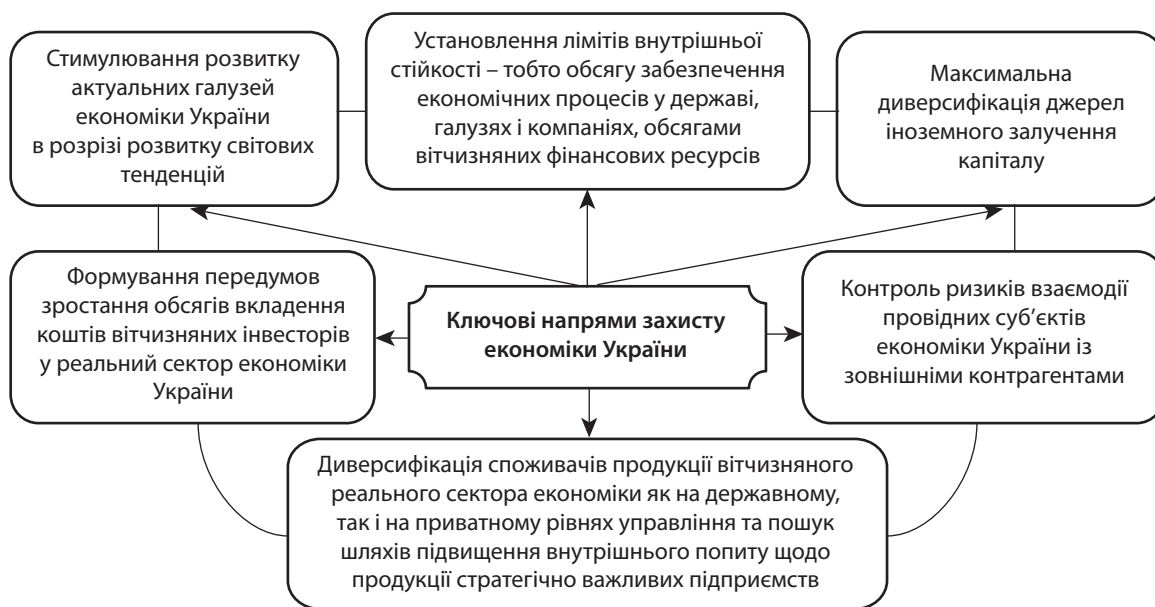 Стимулювання розвитку
актуальних галузей
економіки України
в розрізі розвитку світових
тенденцій
Установлення лімітів внутрішньої
стійкості – тобто обсягу забезпечення
економічних процесів у державі,
галузях і компаніях, обсягами
вітчизняних фінансових ресурсів
Максимальна
диверсифікація джерел
іноземного залучення
капіталу
Формування передумов
зростання обсягів вкладення
коштів вітчизняних інвесторів
у реальний сектор економіки
України
Ключові напрями захисту
економіки України
Контроль ризиків взаємодії
провідних суб’єктів
економіки України із
зовнішніми контрагентами
Диверсифікація споживачів продукції вітчизняного
реального сектора економіки як на державному,
так і на приватному рівнях управління та пошук
шляхів підвищення внутрішнього попиту щодо
продукції стратегічно важливих підприємств